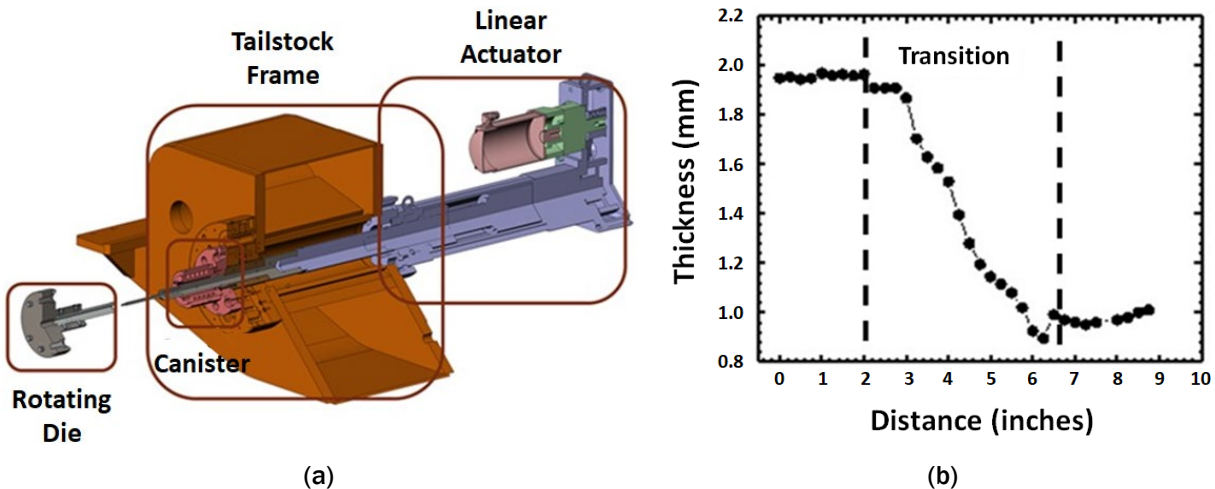 Tailstock
Frame
Linear
Actuator
Canister
Rotating
Die
(a)
2.2
2.0
1.8
1.6
1.4
1.2
1.0
0.8
Thickness (mm)
Transition
0 1 2 3 4 5 6 7 8 9 10
Distance (inches)
(b)